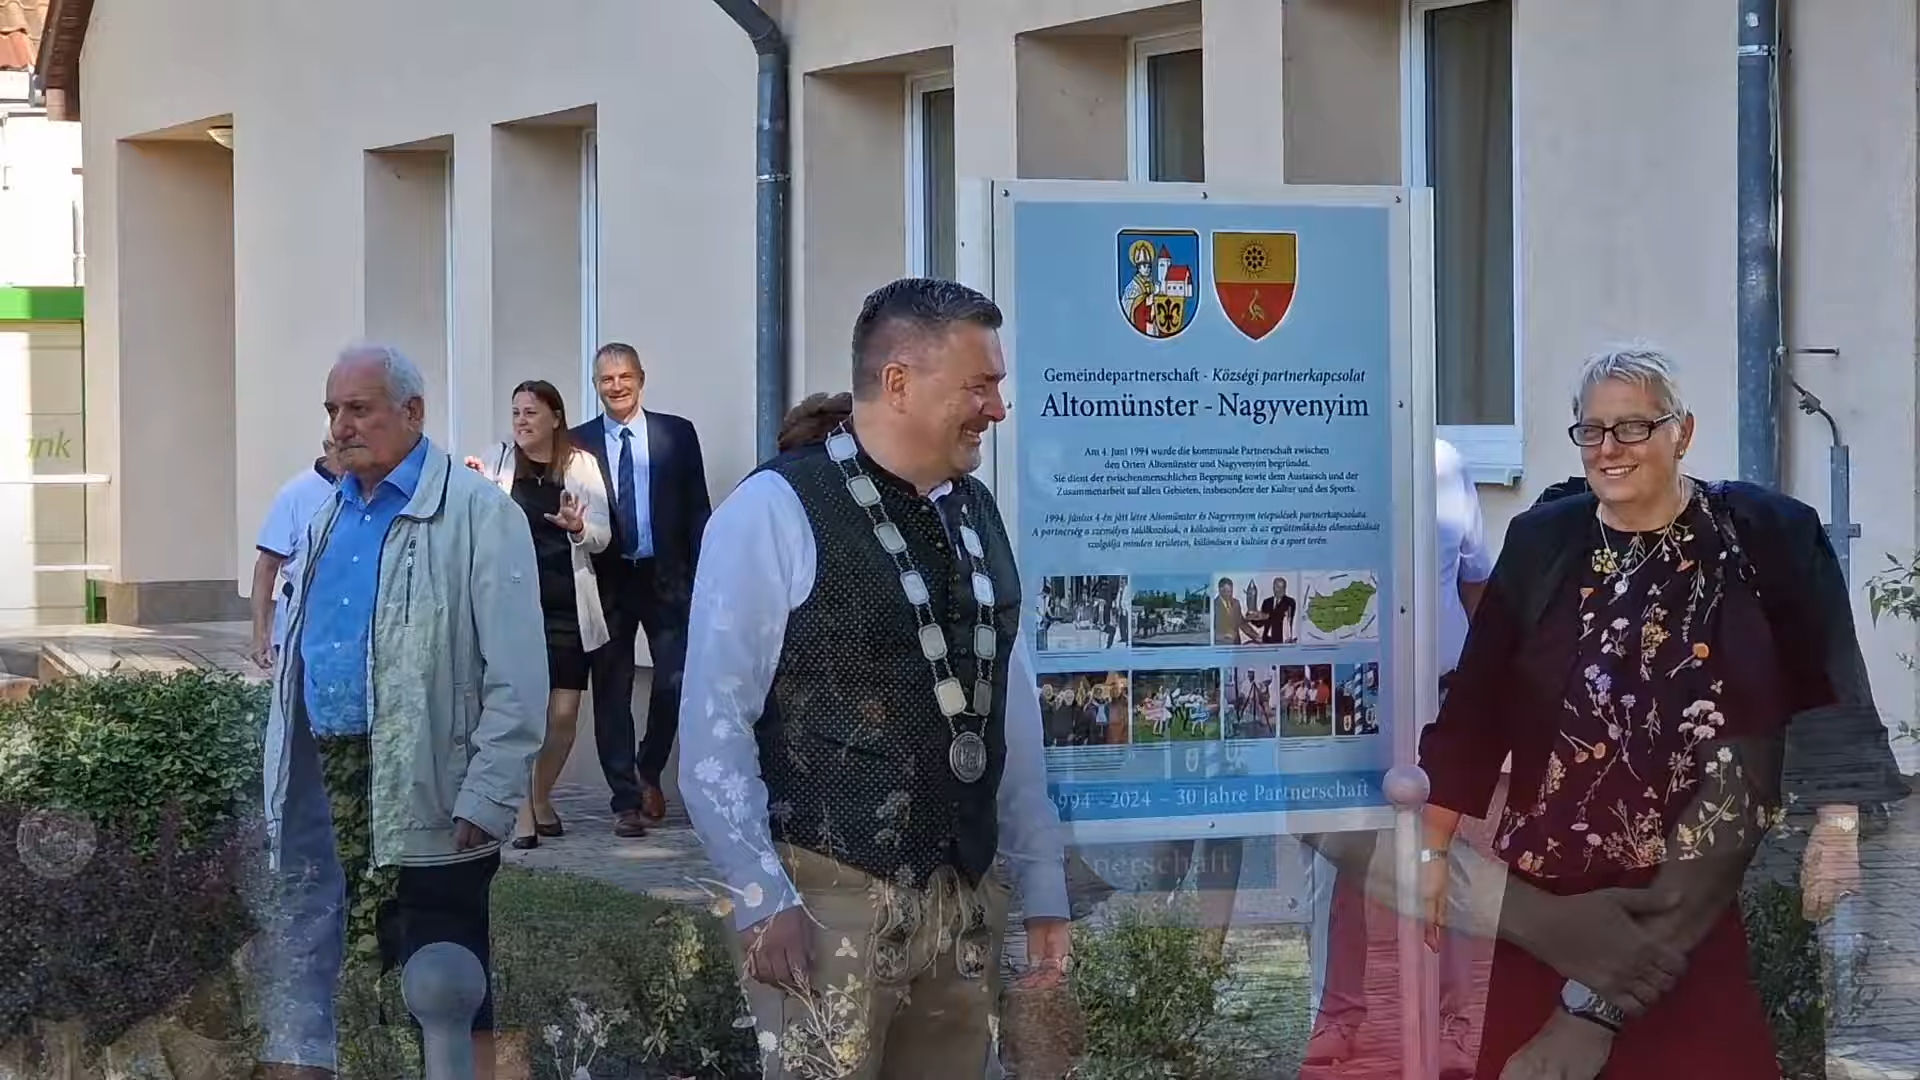 Gemeindepartnerschaft - Községi partnerkapcsolat
Altomünster - Nagyvenyim
Am 4. Juni 1994 wurde die kommunale Partnerschaft zwischen
den Orten Altomünster und Nagyvenyim begründet.
Sie dient der zwischenmenschlichen Begegnung sowie dem Austausch und der
Zusammenarbeit auf allen Gebieten, insbesondere der Kultur und des Sports.
1994. június 4-én jött létre Altomünster és Nagyvenyim települések partnerkapcsolata.
A partnerség a személyes találkozások, a kölcsönös csere és az együttműködés előmozdítását
szolgálja minden területen, különösen a kultúra és a sport terén.
1994 - 2024 - 30 Jahre Partnerschaft
nerschaft
ank